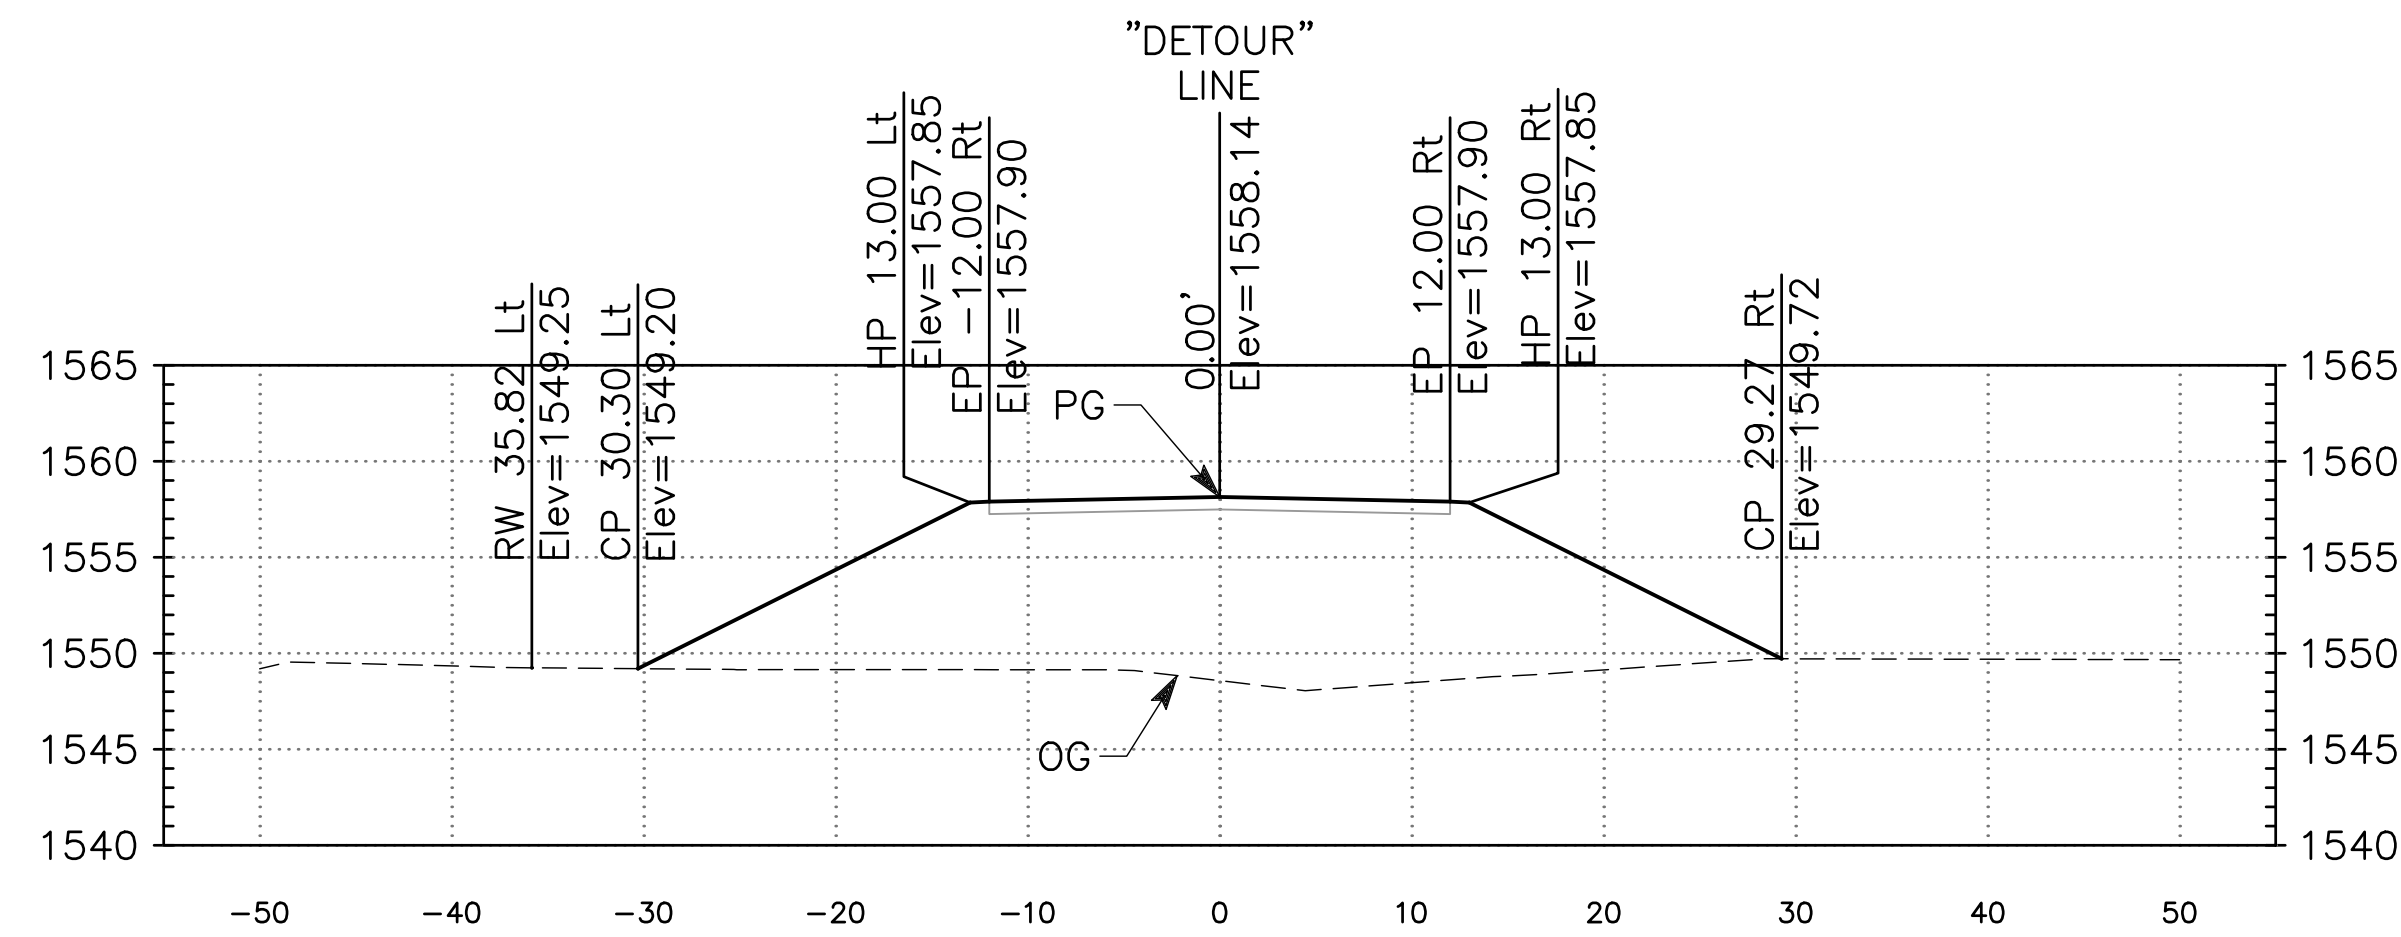 "DETOUR"
LINE
RW 35.82 Lt
Elev=1549.25
CP 30.30 Lt
Elev=1549.20
HP 13.00 Lt
Elev=1557.85
EP -12.00 Rt
Elev=1557.90
0.00'
Elev=1558.14
EP 12.00 Rt
Elev=1557.90
HP 13.00 Rt
Elev=1557.85
CP 29.27 Rt
Elev=1549.72
1565
1565
PG
1560
1560
1555
1555
1550
1550
1545
1545
OG
1540
1540
-50 -40 -30 -20 -10 0 10 20 30 40 50